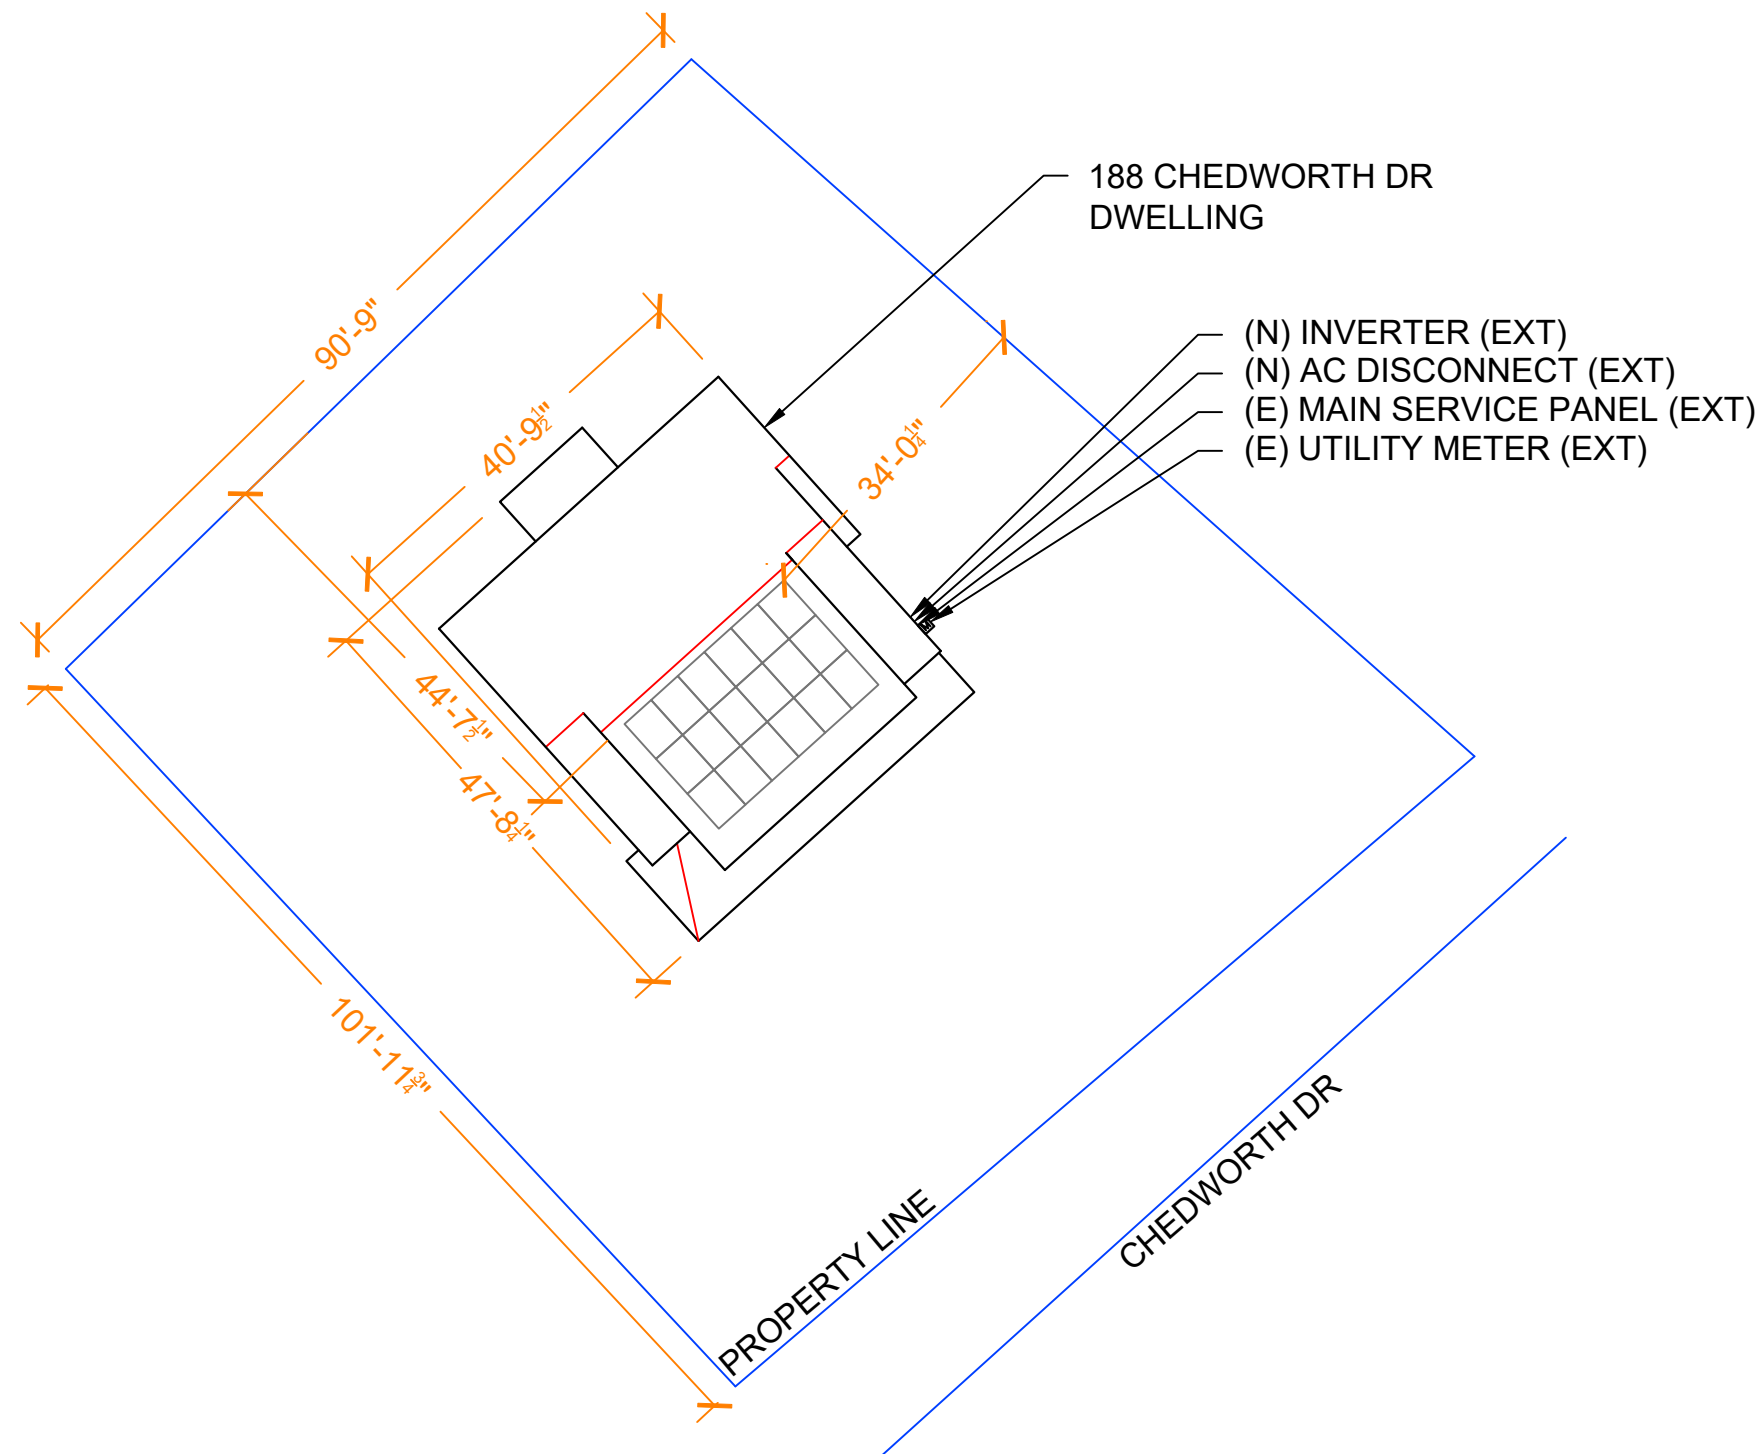 188 CHEDWORTH DR
DWELLING
(N) INVERTER (EXT)
(N) AC DISCONNECT (EXT)
(E) MAIN SERVICE PANEL (EXT)
(E) UTILITY METER (EXT)
90'-9"
40'-9½"
34'-0¼"
44'-7½"
47'-8¼"
101'-11¾"
PROPERTY LINE
CHEDWORTH DR